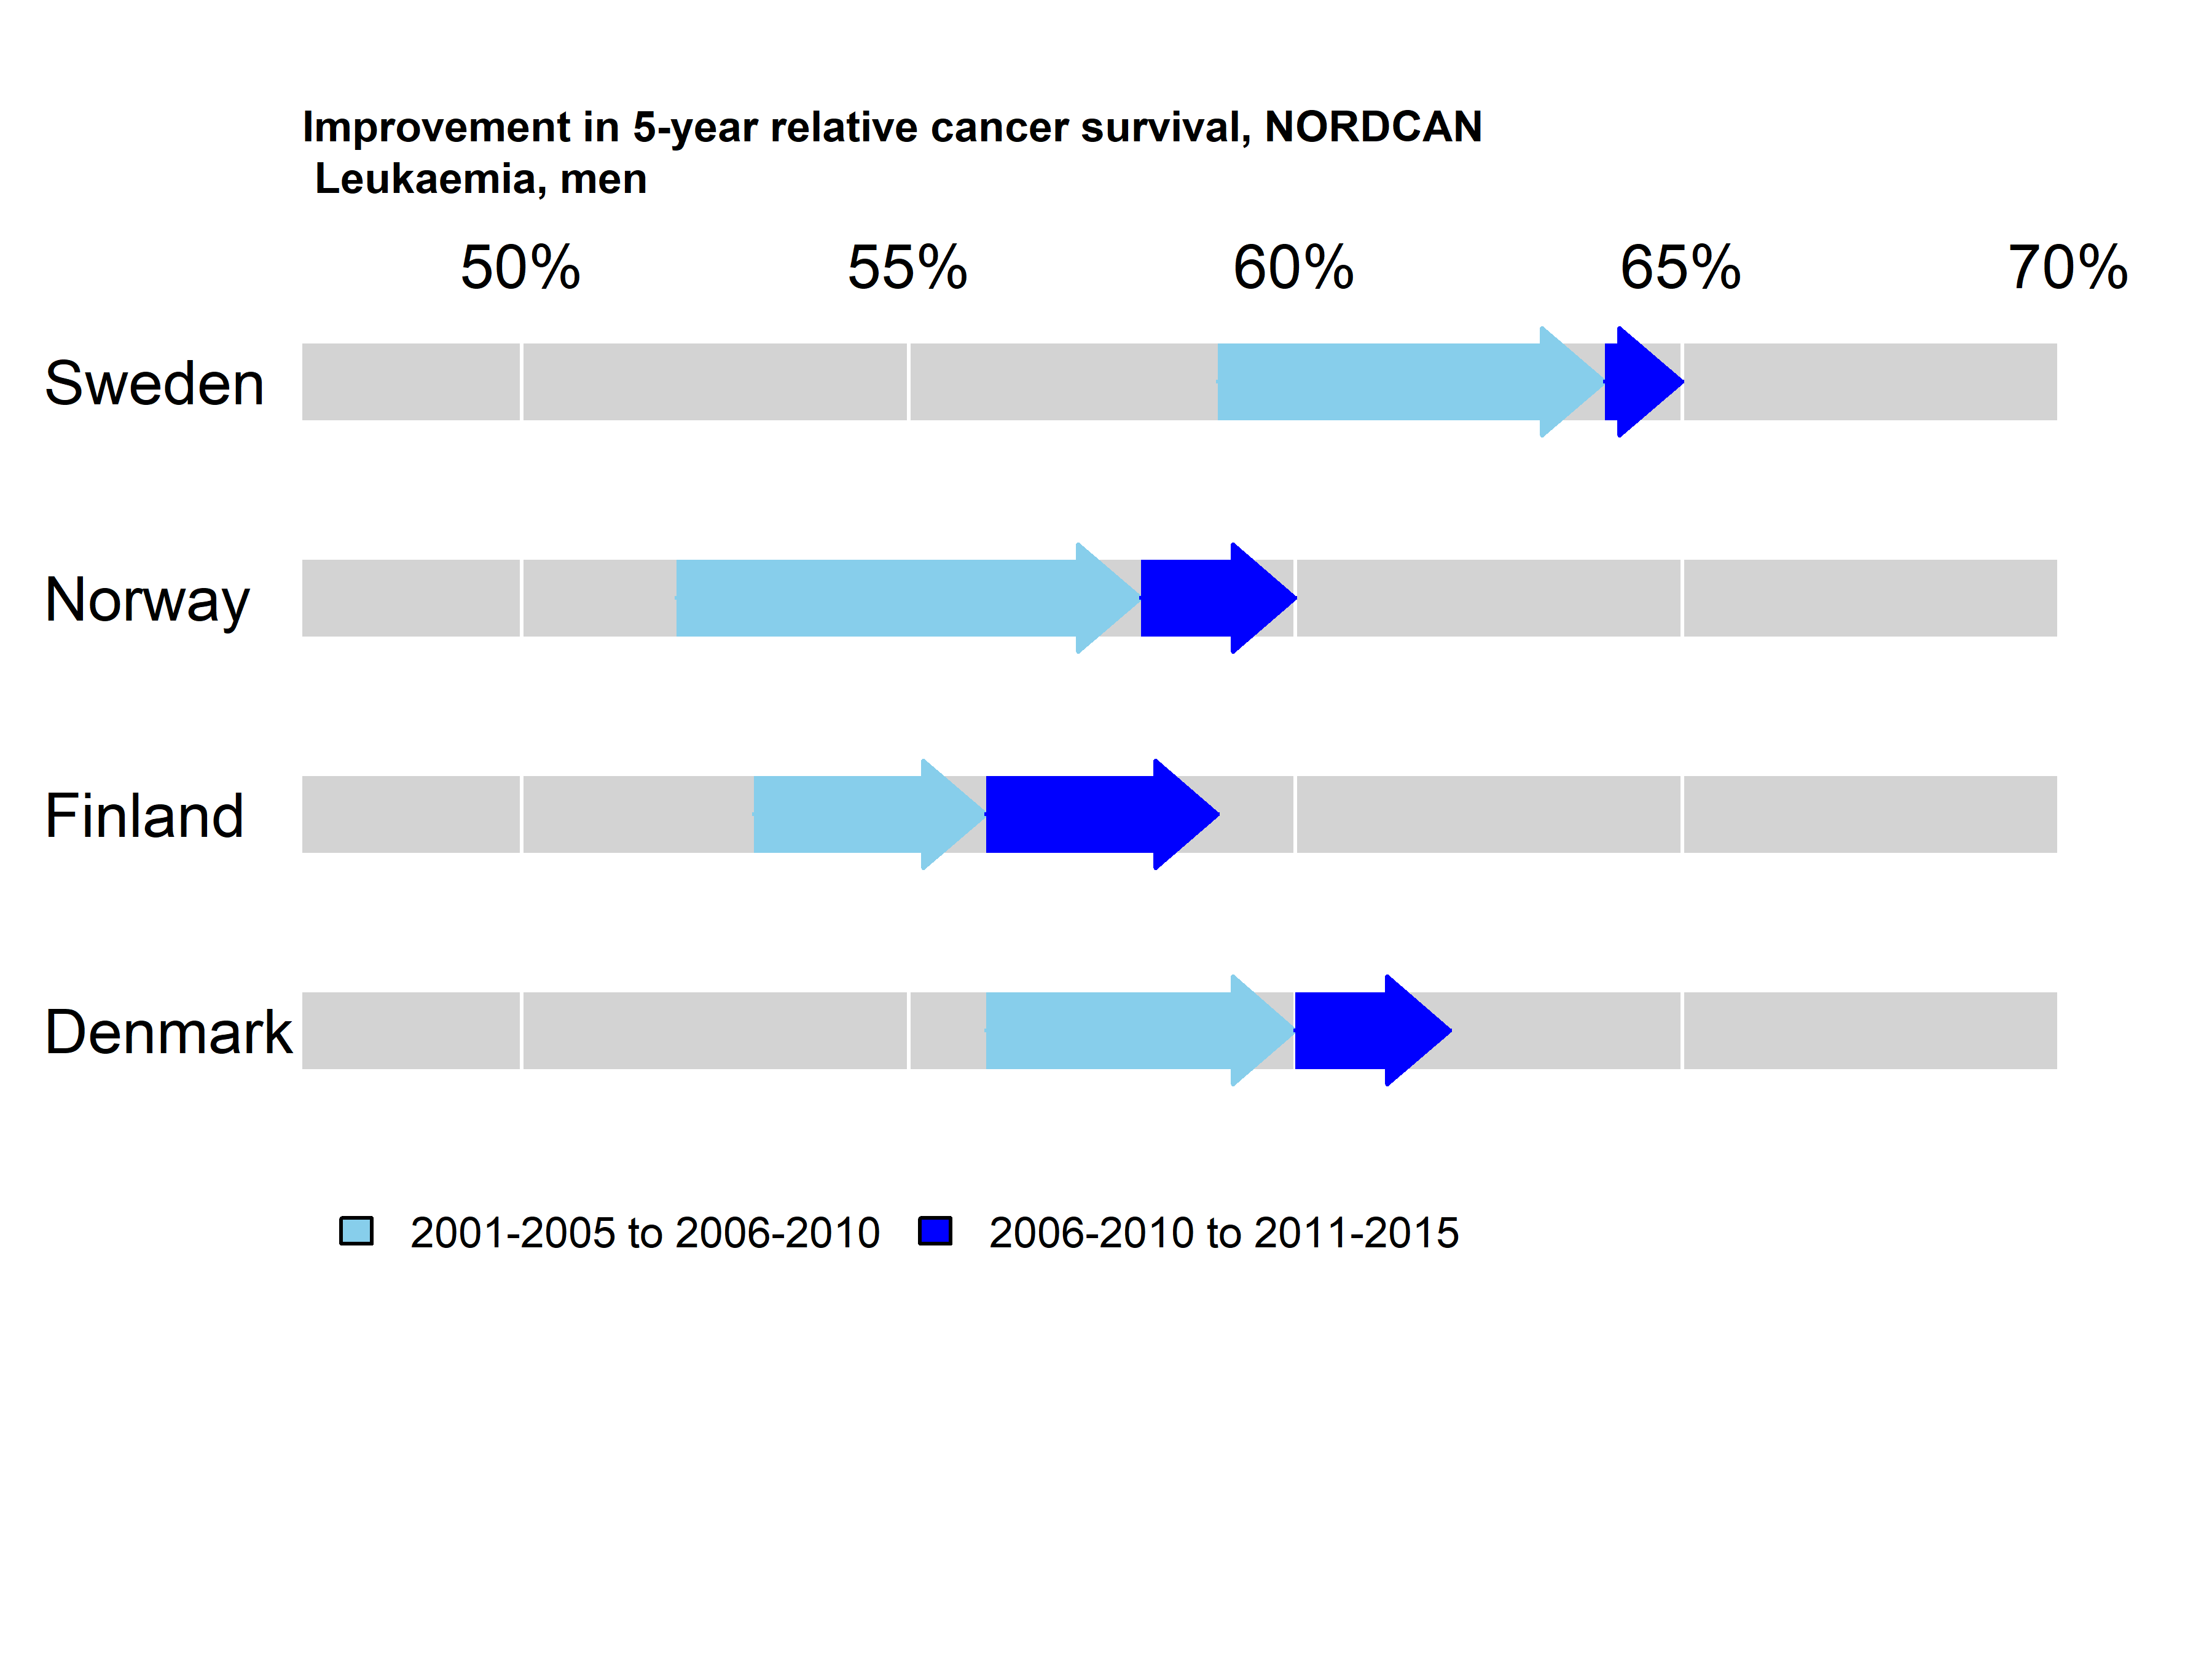 Improvement in 5-year relative cancer survival, NORDCAN
Leukaemia, men
50% 55% 60% 65% 70%
Sweden
Norway
Finland
Denmark
2001-2005 to 2006-2010 2006-2010 to 2011-2015